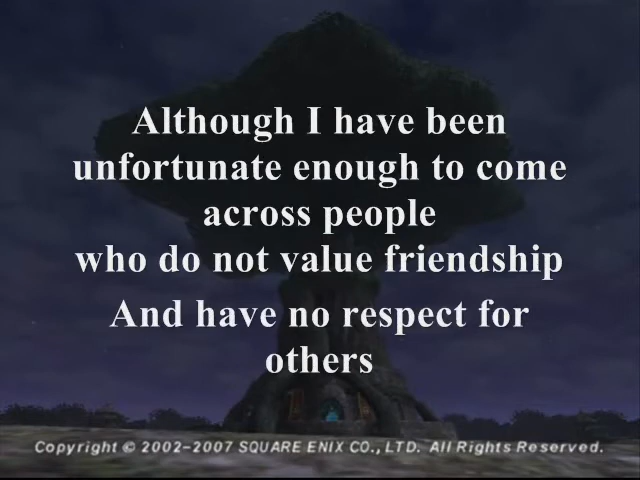 Although I have been
unfortunate enough to come
across people
who do not value friendship
And have no respect for
others
Copyright © 2002-2007 SQUARE ENIX CO., LTD. All Rights Reserved.